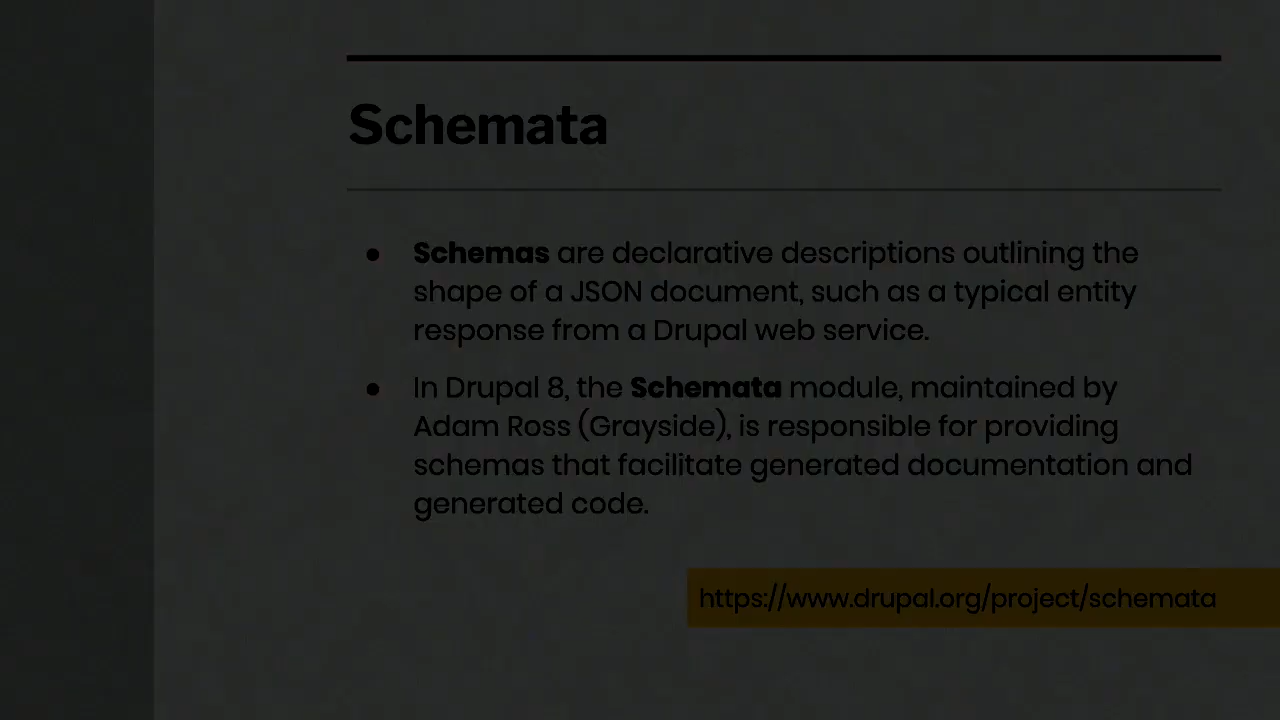 Schemata
● Schemas are declarative descriptions outlining the
shape of a JSON document, such as a typical entity
response from a Drupal web service.
● In Drupal 8, the Schemata module, maintained by
Adam Ross (Grayside), is responsible for providing
schemas that facilitate generated documentation and
generated code.
https://www.drupal.org/project/schemata